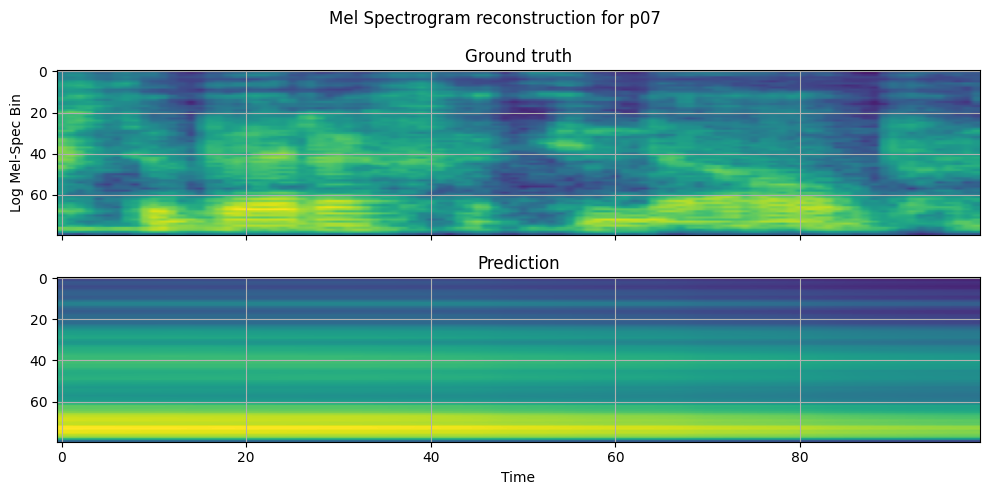 Mel Spectrogram reconstruction for p07
Ground truth
0
20
40
60
Log Mel-Spec Bin
Prediction
0
20
40
60
0 20 40 60 80
Time